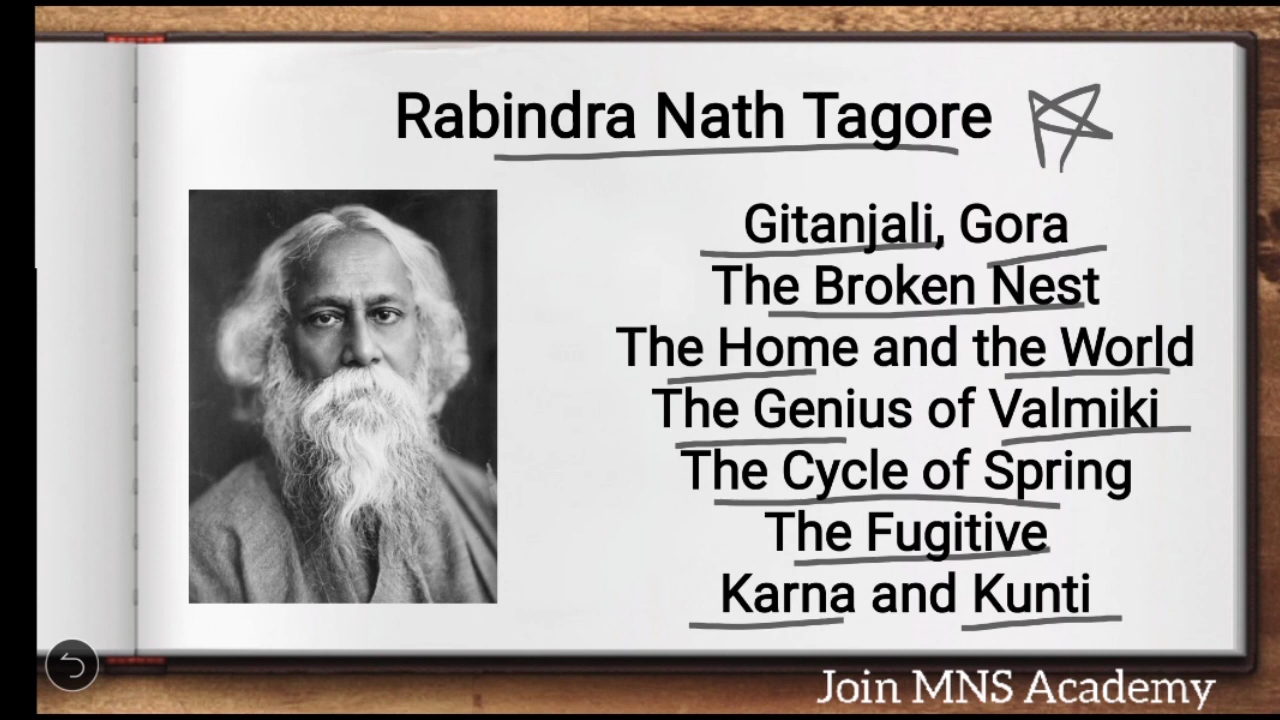 Rabindra Nath Tagore
Gitanjali, Gora
The Broken Nest
The Home and the World
The Genius of Valmiki
The Cycle of Spring
The Fugitive
Karna and Kunti
Join MNS Academy